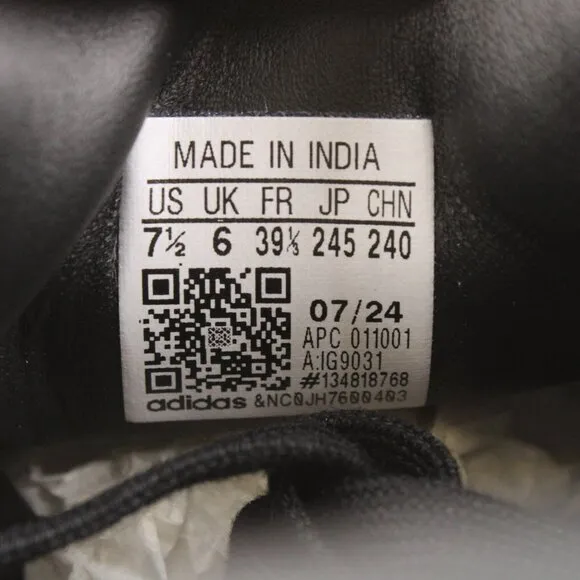 MADE IN INDIA
US UK FR JP CHN
7½ 6 39⅓ 245 240
07/24
APC 011001
A:IG9031
#134818768
adidas &NC0JH7600403